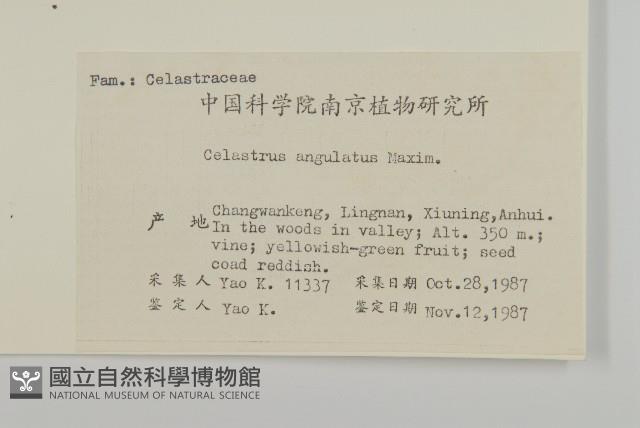 Fam.: Celastraceae
中国科学院南京植物研究所
Celastrus angulatus Maxim.
产 地 Changwankeng, Lingnan, Xiuning,Anhui.
In the woods in valley; Alt. 350 m.;
vine; yellowish-green fruit; seed
coad reddish.
采 集 人 Yao K. 11337 采集日期 Oct.28,1987
鉴 定 人 Yao K. 鉴定日期 Nov.12,1987
國立自然科學博物館
NATIONAL MUSEUM OF NATURAL SCIENCE